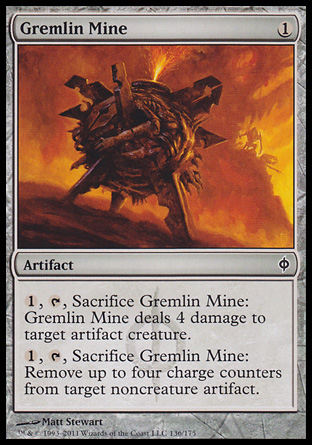 Gremlin Mine 1
Artifact
1, , Sacrifice Gremlin Mine:
Gremlin Mine deals 4 damage to
target artifact creature.
1, , Sacrifice Gremlin Mine:
Remove up to four charge counters
from target noncreature artifact.
Matt Stewart
™ & © 1993-2011 Wizards of the Coast LLC 136/175